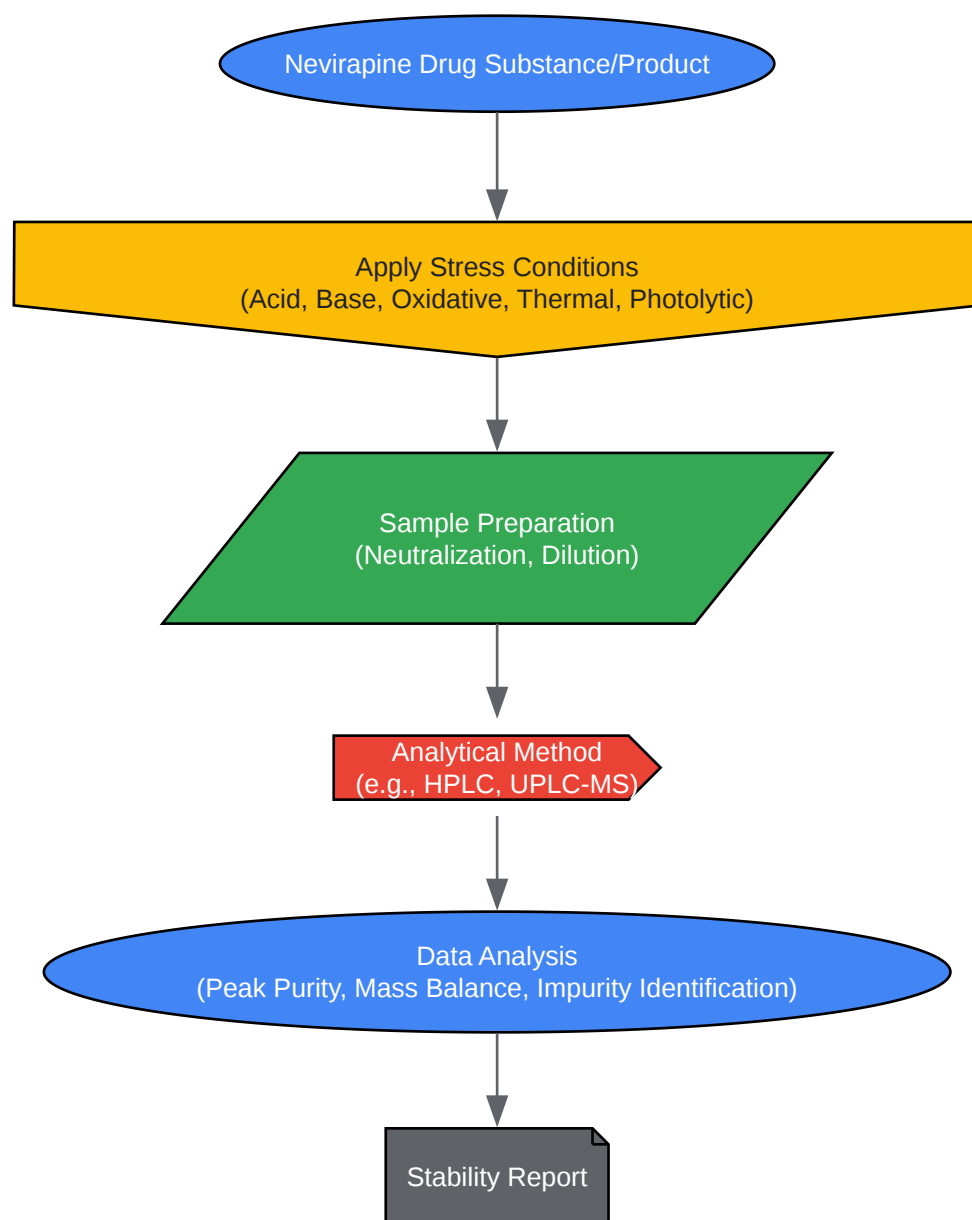 Nevirapine Drug Substance/Product
Apply Stress Conditions
(Acid, Base, Oxidative, Thermal, Photolytic)
Sample Preparation
(Neutralization, Dilution)
Analytical Method
(e.g., HPLC, UPLC-MS)
Data Analysis
(Peak Purity, Mass Balance, Impurity Identification)
Stability Report